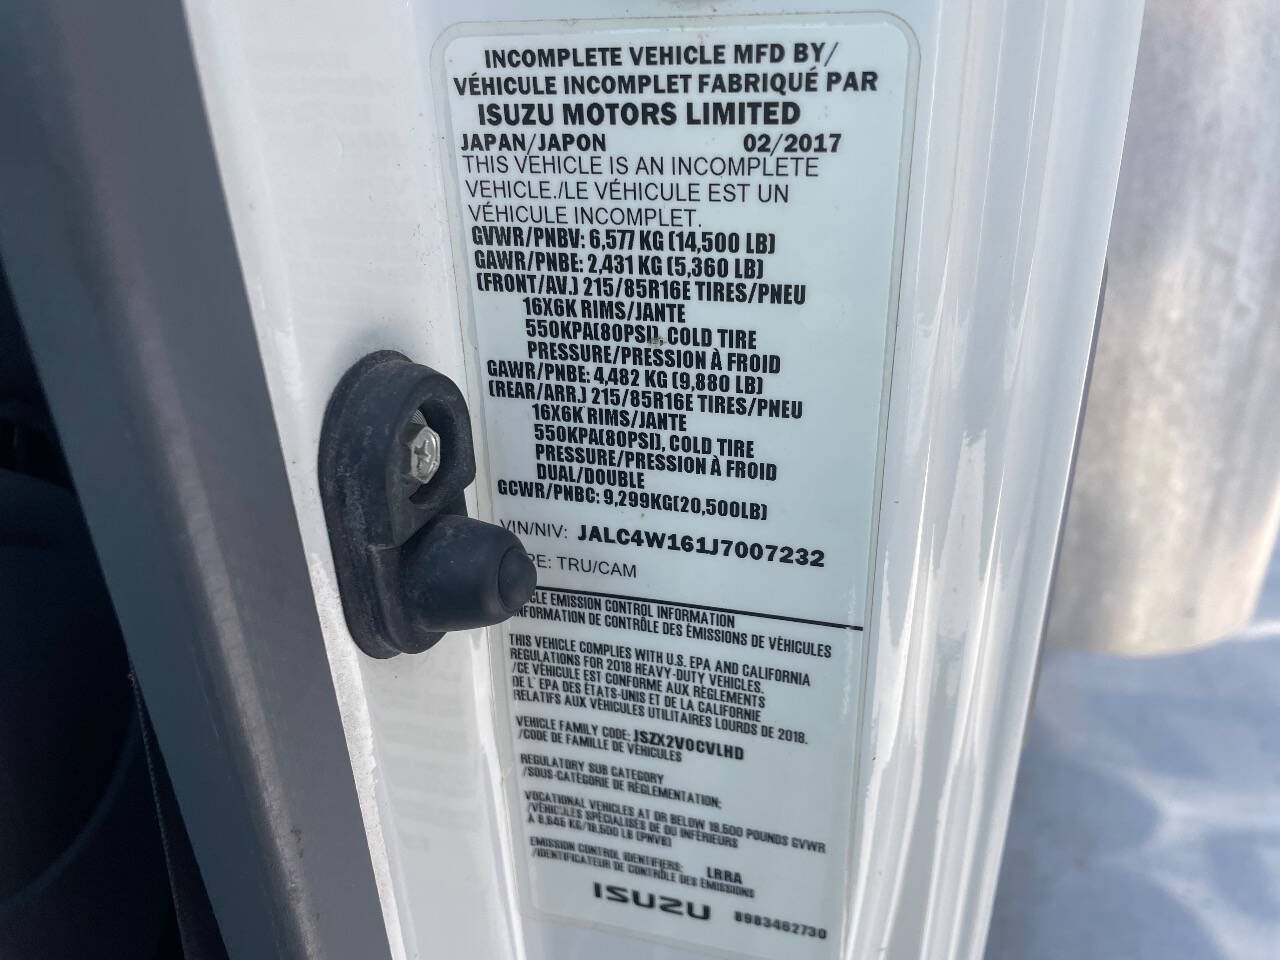 INCOMPLETE VEHICLE MFD BY/
VÉHICULE INCOMPLET FABRIQUÉ PAR
ISUZU MOTORS LIMITED
JAPAN/JAPON 02/2017
THIS VEHICLE IS AN INCOMPLETE
VEHICLE./LE VÉHICULE EST UN
VÉHICULE INCOMPLET.
GVWR/PNBV: 6,577 KG (14,500 LB)
GAWR/PNBE: 2,431 KG (5,360 LB)
(FRONT/AV.) 215/85R16E TIRES/PNEU
16X6K RIMS/JANTE
550KPA(80PSI), COLD TIRE
PRESSURE/PRESSION À FROID
GAWR/PNBE: 4,482 KG (9,880 LB)
(REAR/ARR.) 215/85R16E TIRES/PNEU
16X6K RIMS/JANTE
550KPA(80PSI), COLD TIRE
PRESSURE/PRESSION À FROID
DUAL/DOUBLE
GCWR/PNBC: 9,299KG(20,500LB)
VIN/NIV: JALC4W161J7007232
PE: TRU/CAM
CLE EMISSION CONTROL INFORMATION
INFORMATION DE CONTRÔLE DES ÉMISSIONS DE VÉHICULES
THIS VEHICLE COMPLIES WITH U.S. EPA AND CALIFORNIA
REGULATIONS FOR 2018 HEAVY-DUTY VEHICLES.
/CE VÉHICULE EST CONFORME AUX RÈGLEMENTS
DE L' EPA DES ÉTATS-UNIS ET DE LA CALIFORNIE
RELATIFS AUX VÉHICULES UTILITAIRES LOURDS DE 2018.
VEHICLE FAMILY CODE: JSZX2VOCVLHD
/CODE DE FAMILLE DE VÉHICULES
REGULATORY SUB CATEGORY
/SOUS-CATÉGORIE DE RÉGLEMENTATION:
VOCATIONAL VEHICLES AT OR BELOW 19,500 POUNDS GVWR
/VÉHICULES SPÉCIALISÉS DE OU INFÉRIEURS
À 8,845 KG/19,500 LB (PNVB)
EMISSION CONTROL IDENTIFIERS: LRRA
/IDENTIFICATEUR DE CONTRÔLE DES ÉMISSIONS
ISUZU 8983462730